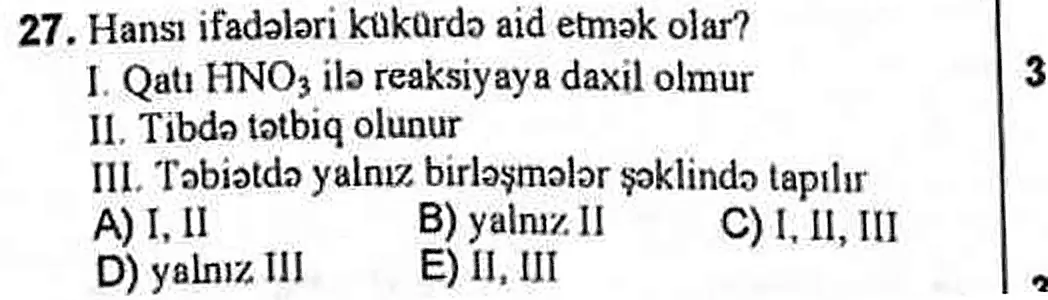 27. Hansı ifadələri kükürdə aid etmək olar?
I. Qatı HNO₃ ilə reaksiyaya daxil olmur
II. Tibdə tətbiq olunur
III. Təbiətdə yalnız birləşmələr şəklində tapılır
A) I, II B) yalnız II C) I, II, III
D) yalnız III E) II, III
3